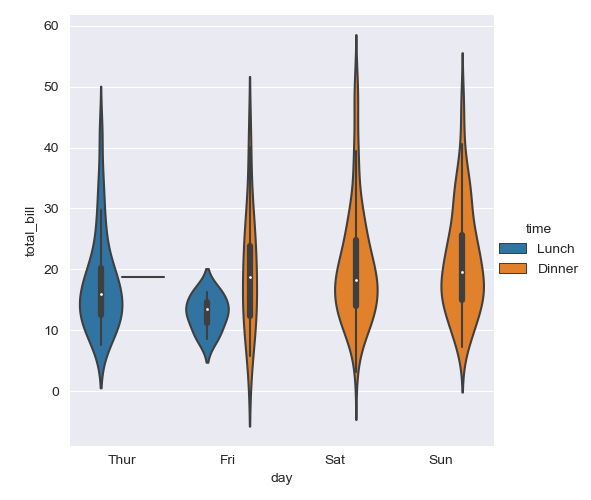 60
50
40
30
20
10
0
total_bill
Thur Fri Sat Sun
day
time
Lunch
Dinner